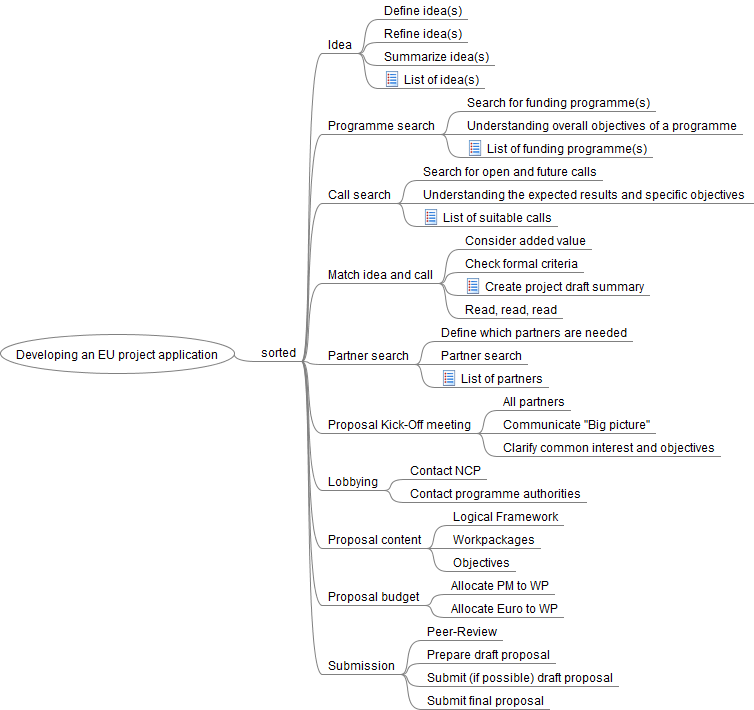 Developing an EU project application
sorted
Idea
Define idea(s)
Refine idea(s)
Summarize idea(s)
List of idea(s)
Programme search
Search for funding programme(s)
Understanding overall objectives of a programme
List of funding programme(s)
Call search
Search for open and future calls
Understanding the expected results and specific objectives
List of suitable calls
Match idea and call
Consider added value
Check formal criteria
Create project draft summary
Read, read, read
Partner search
Define which partners are needed
Partner search
List of partners
Proposal Kick-Off meeting
All partners
Communicate "Big picture"
Clarify common interest and objectives
Lobbying
Contact NCP
Contact programme authorities
Proposal content
Logical Framework
Workpackages
Objectives
Proposal budget
Allocate PM to WP
Allocate Euro to WP
Submission
Peer-Review
Prepare draft proposal
Submit (if possible) draft proposal
Submit final proposal